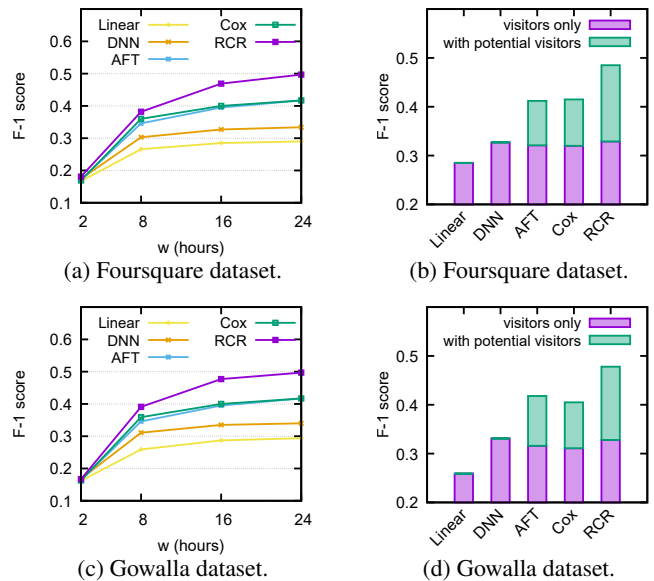 Linear
DNN
AFT
Cox
RCR
F-1 score
0.6
0.5
0.4
0.3
0.2
0.1
2 8 16 24
w (hours)
(a) Foursquare dataset.
visitors only
with potential visitors
F-1 score
0.5
0.4
0.3
0.2
Linear DNN AFT Cox RCR
(b) Foursquare dataset.
Linear
DNN
AFT
Cox
RCR
F-1 score
0.6
0.5
0.4
0.3
0.2
0.1
2 8 16 24
w (hours)
(c) Gowalla dataset.
visitors only
with potential visitors
F-1 score
0.5
0.4
0.3
0.2
Linear DNN AFT Cox RCR
(d) Gowalla dataset.